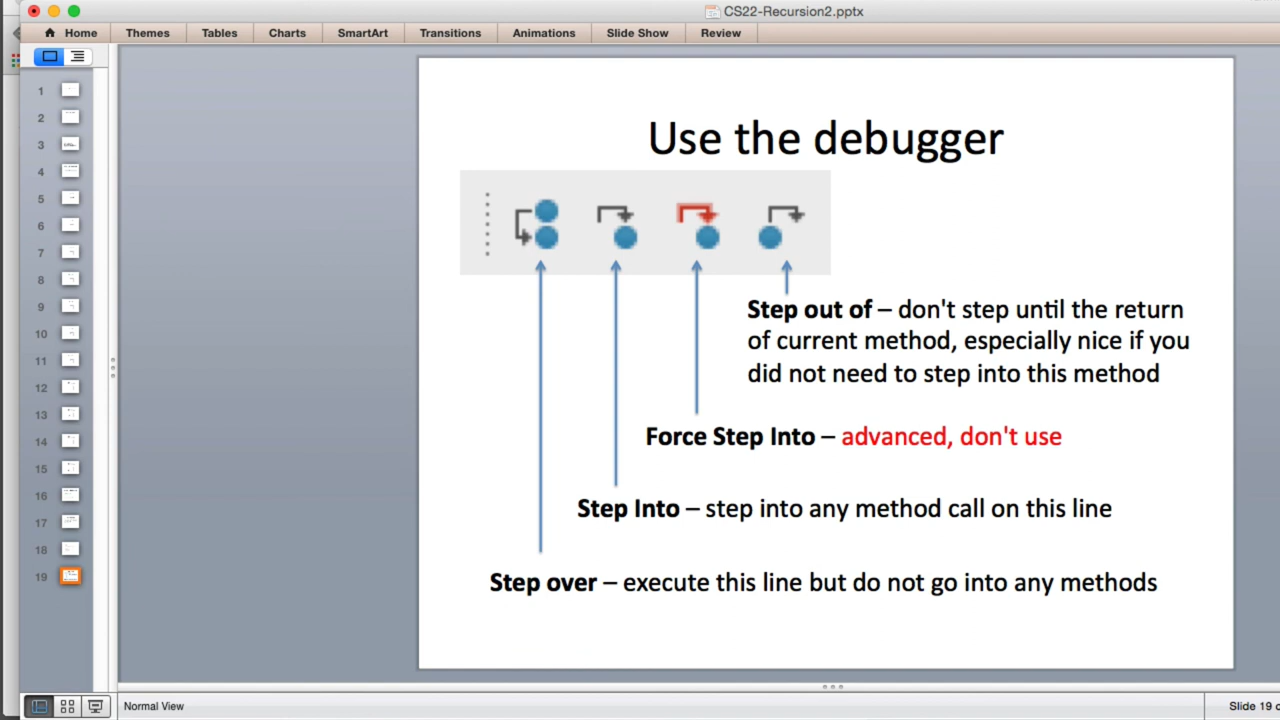 CS22-Recursion2.pptx
Home Themes Tables Charts SmartArt Transitions Animations Slide Show Review
1
2
3
4
5
6
7
8
9
10
11
12
13
14
15
16
17
18
19
Use the debugger
Step out of – don't step until the return
of current method, especially nice if you
did not need to step into this method
Force Step Into – advanced, don't use
Step Into – step into any method call on this line
Step over – execute this line but do not go into any methods
Normal View
Slide 19